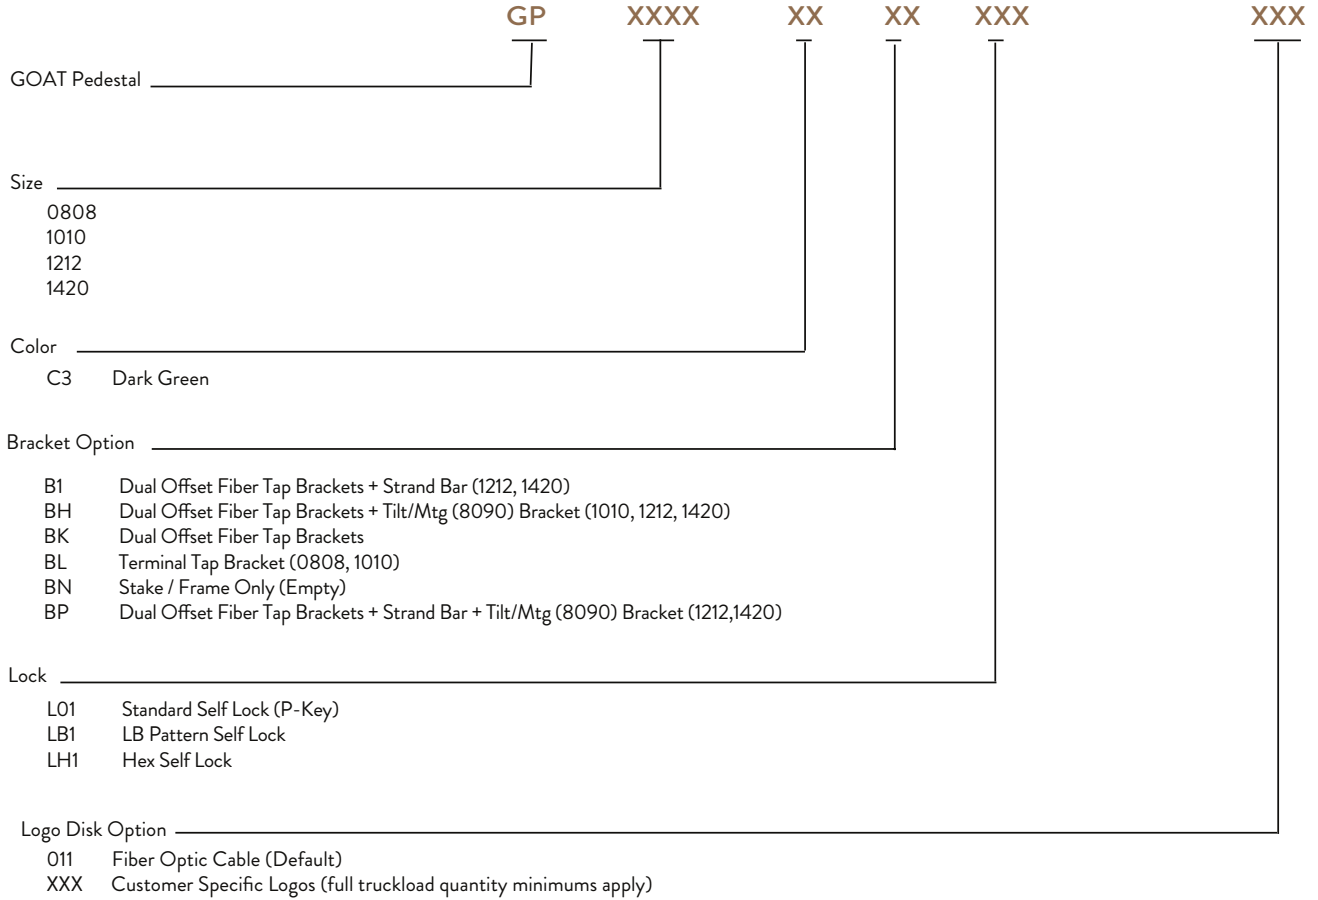 GP XXXX XX XX XXX XXX
GOAT Pedestal
Size
0808
1010
1212
1420
Color
C3 Dark Green
Bracket Option
B1 Dual Offset Fiber Tap Brackets + Strand Bar (1212, 1420)
BH Dual Offset Fiber Tap Brackets + Tilt/Mtg (8090) Bracket (1010, 1212, 1420)
BK Dual Offset Fiber Tap Brackets
BL Terminal Tap Bracket (0808, 1010)
BN Stake / Frame Only (Empty)
BP Dual Offset Fiber Tap Brackets + Strand Bar + Tilt/Mtg (8090) Bracket (1212,1420)
Lock
L01 Standard Self Lock (P-Key)
LB1 LB Pattern Self Lock
LH1 Hex Self Lock
Logo Disk Option
011 Fiber Optic Cable (Default)
XXX Customer Specific Logos (full truckload quantity minimums apply)